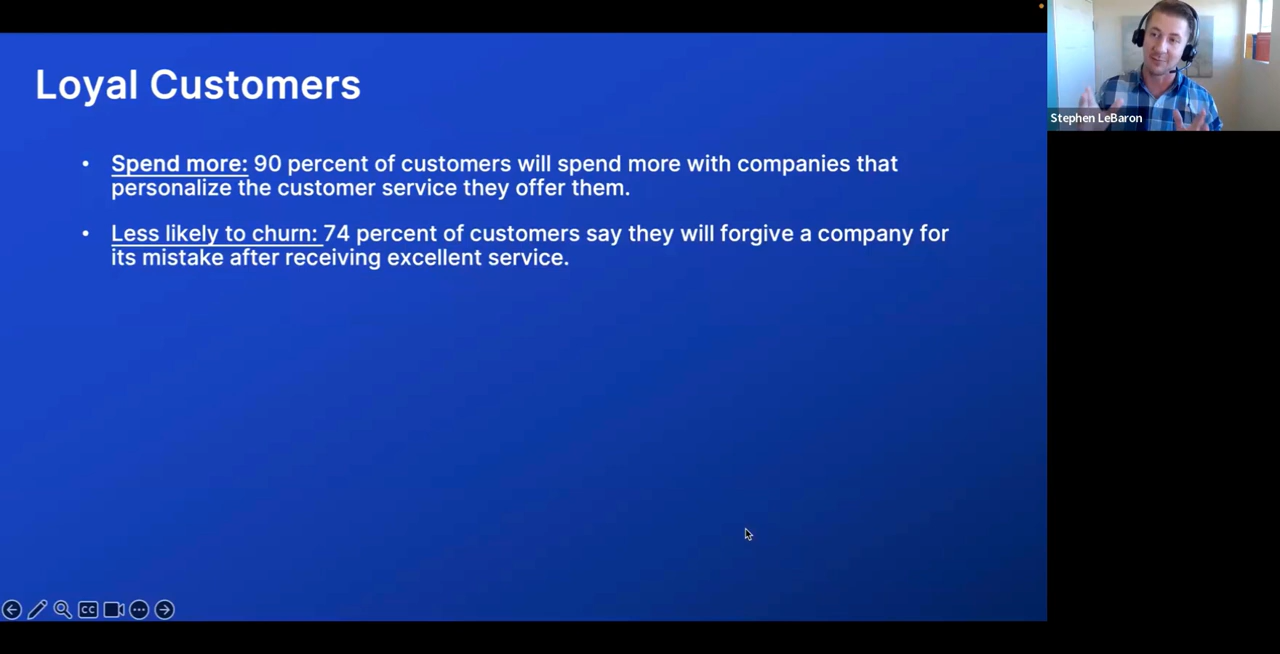 Loyal Customers
• Spend more: 90 percent of customers will spend more with companies that
personalize the customer service they offer them.
• Less likely to churn: 74 percent of customers say they will forgive a company for
its mistake after receiving excellent service.
Stephen LeBaron
CC